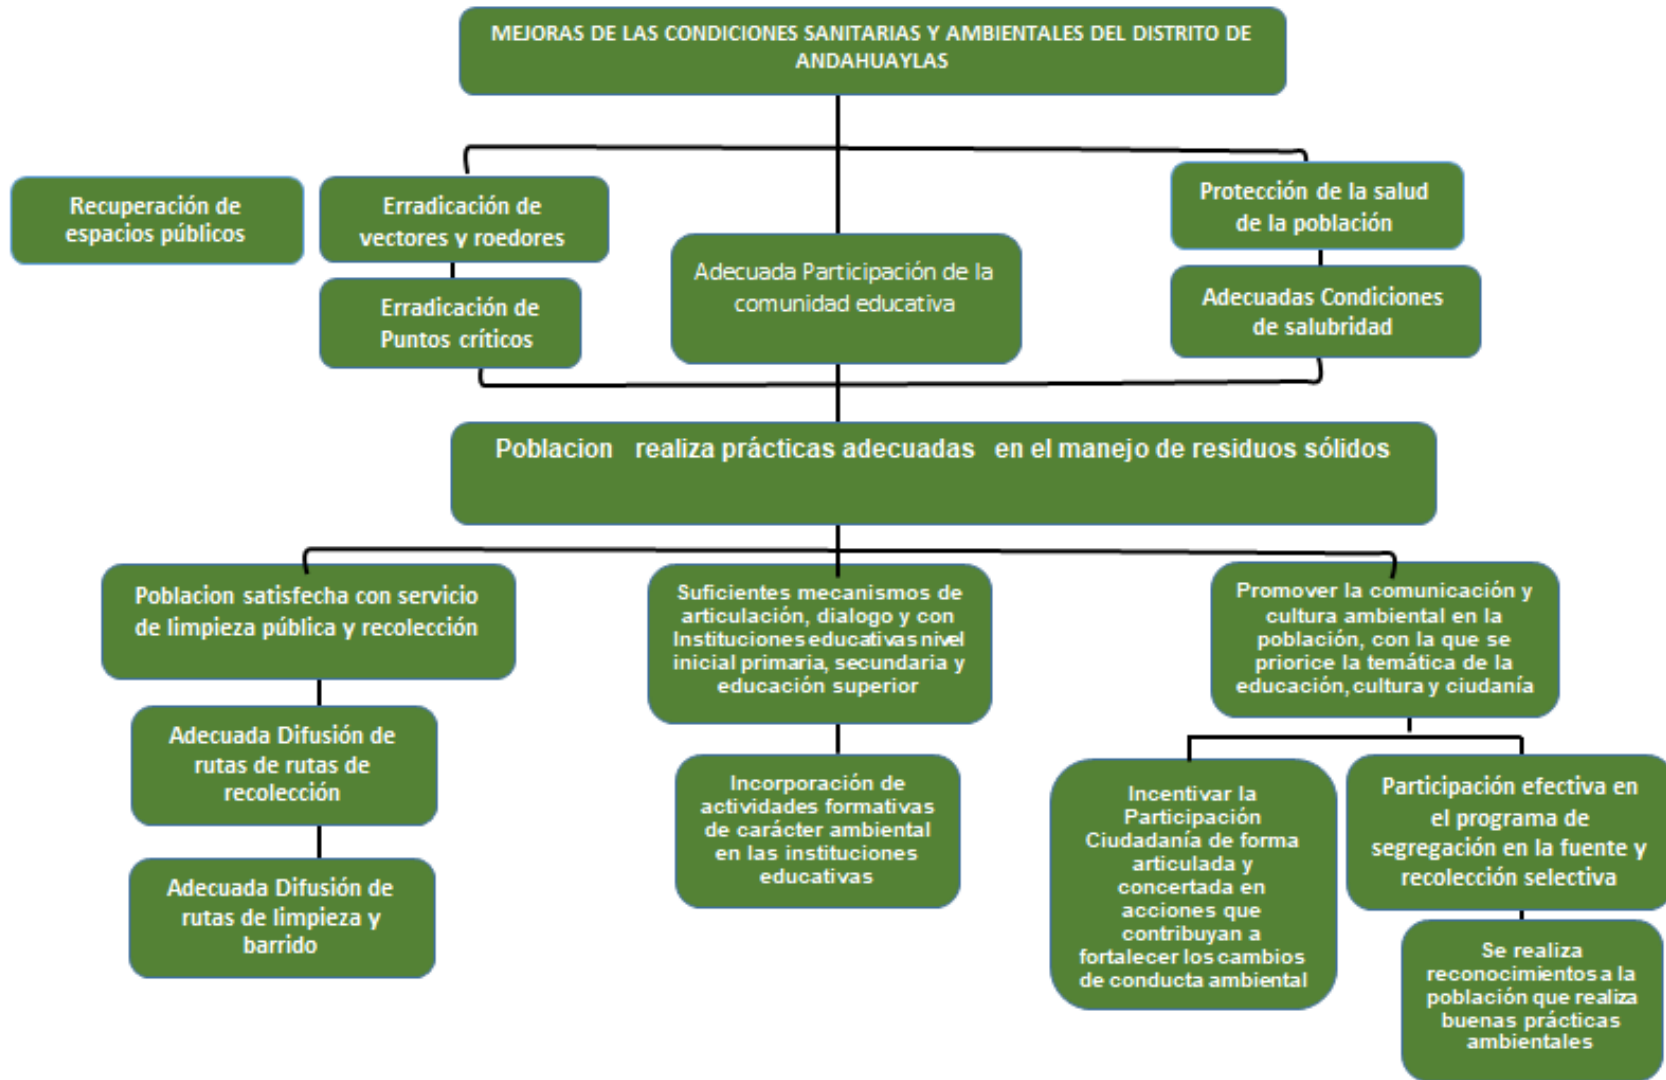 MEJORAS DE LAS CONDICIONES SANITARIAS Y AMBIENTALES DEL DISTRITO DE
ANDAHUAYLAS
Recuperación de
espacios públicos
Erradicación de
vectores y roedores
Erradicación de
Puntos críticos
Adecuada Participación de la
comunidad educativa
Protección de la salud
de la población
Adecuadas Condiciones
de salubridad
Poblacion realiza prácticas adecuadas en el manejo de residuos sólidos
Poblacion satisfecha con servicio
de limpieza pública y recolección
Adecuada Difusión de
rutas de rutas de
recolección
Adecuada Difusión de
rutas de limpieza y
barrido
Suficientes mecanismos de
articulación, dialogo y con
Instituciones educativas nivel
inicial primaria, secundaria y
educación superior
Incorporación de
actividades formativas
de carácter ambiental
en las instituciones
educativas
Promover la comunicación y
cultura ambiental en la
población, con la que se
priorice la temática de la
educación, cultura y ciudanía
Incentivar la
Participación
Ciudadanía de forma
articulada y
concertada en
acciones que
contribuyan a
fortalecer los cambios
de conducta ambiental
Participación efectiva en
el programa de
segregación en la fuente y
recolección selectiva
Se realiza
reconocimientos a la
población que realiza
buenas prácticas
ambientales